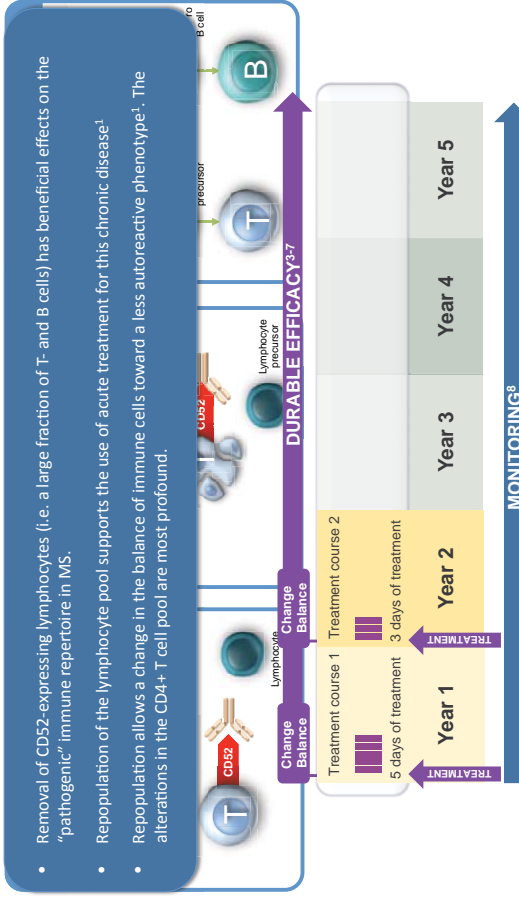 • Removal of CD52-expressing lymphocytes (i.e. a large fraction of T- and B cells) has beneficial effects on the
“pathogenic” immune repertoire in MS.
• Repopulation of the lymphocyte pool supports the use of acute treatment for this chronic disease¹
• Repopulation allows a change in the balance of immune cells toward a less autoreactive phenotype¹. The
alterations in the CD4+ T cell pool are most profound.
T
CD52
Lymphocyte
CD52
Lymphocyte
precursor
precursor
T
B cell
B
Change
Balance
Change
Balance
DURABLE EFFICACY³⁻⁷
Treatment course 1
5 days of treatment
Treatment course 2
3 days of treatment
Year 1
Year 2
Year 3
Year 4
Year 5
TREATMENT
TREATMENT
MONITORING⁸